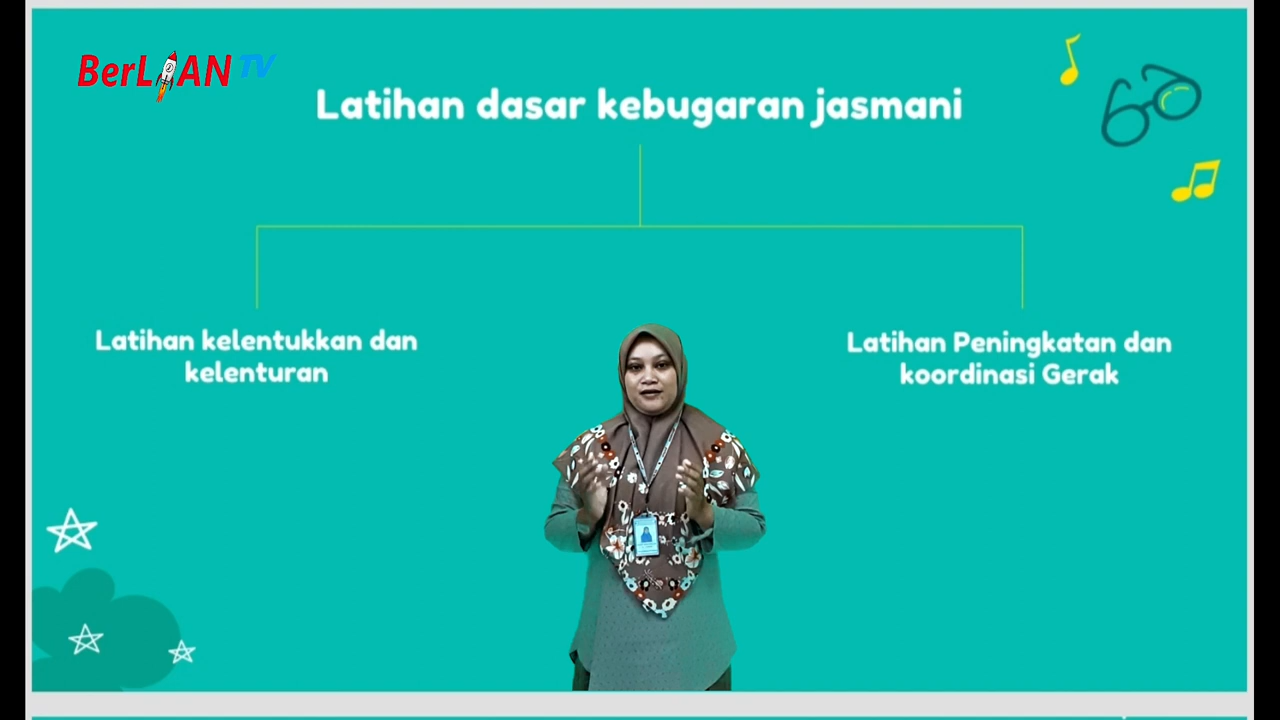 BerLIAN TV
Latihan dasar kebugaran jasmani
Latihan kelentukkan dan
kelenturan
Latihan Peningkatan dan
koordinasi Gerak